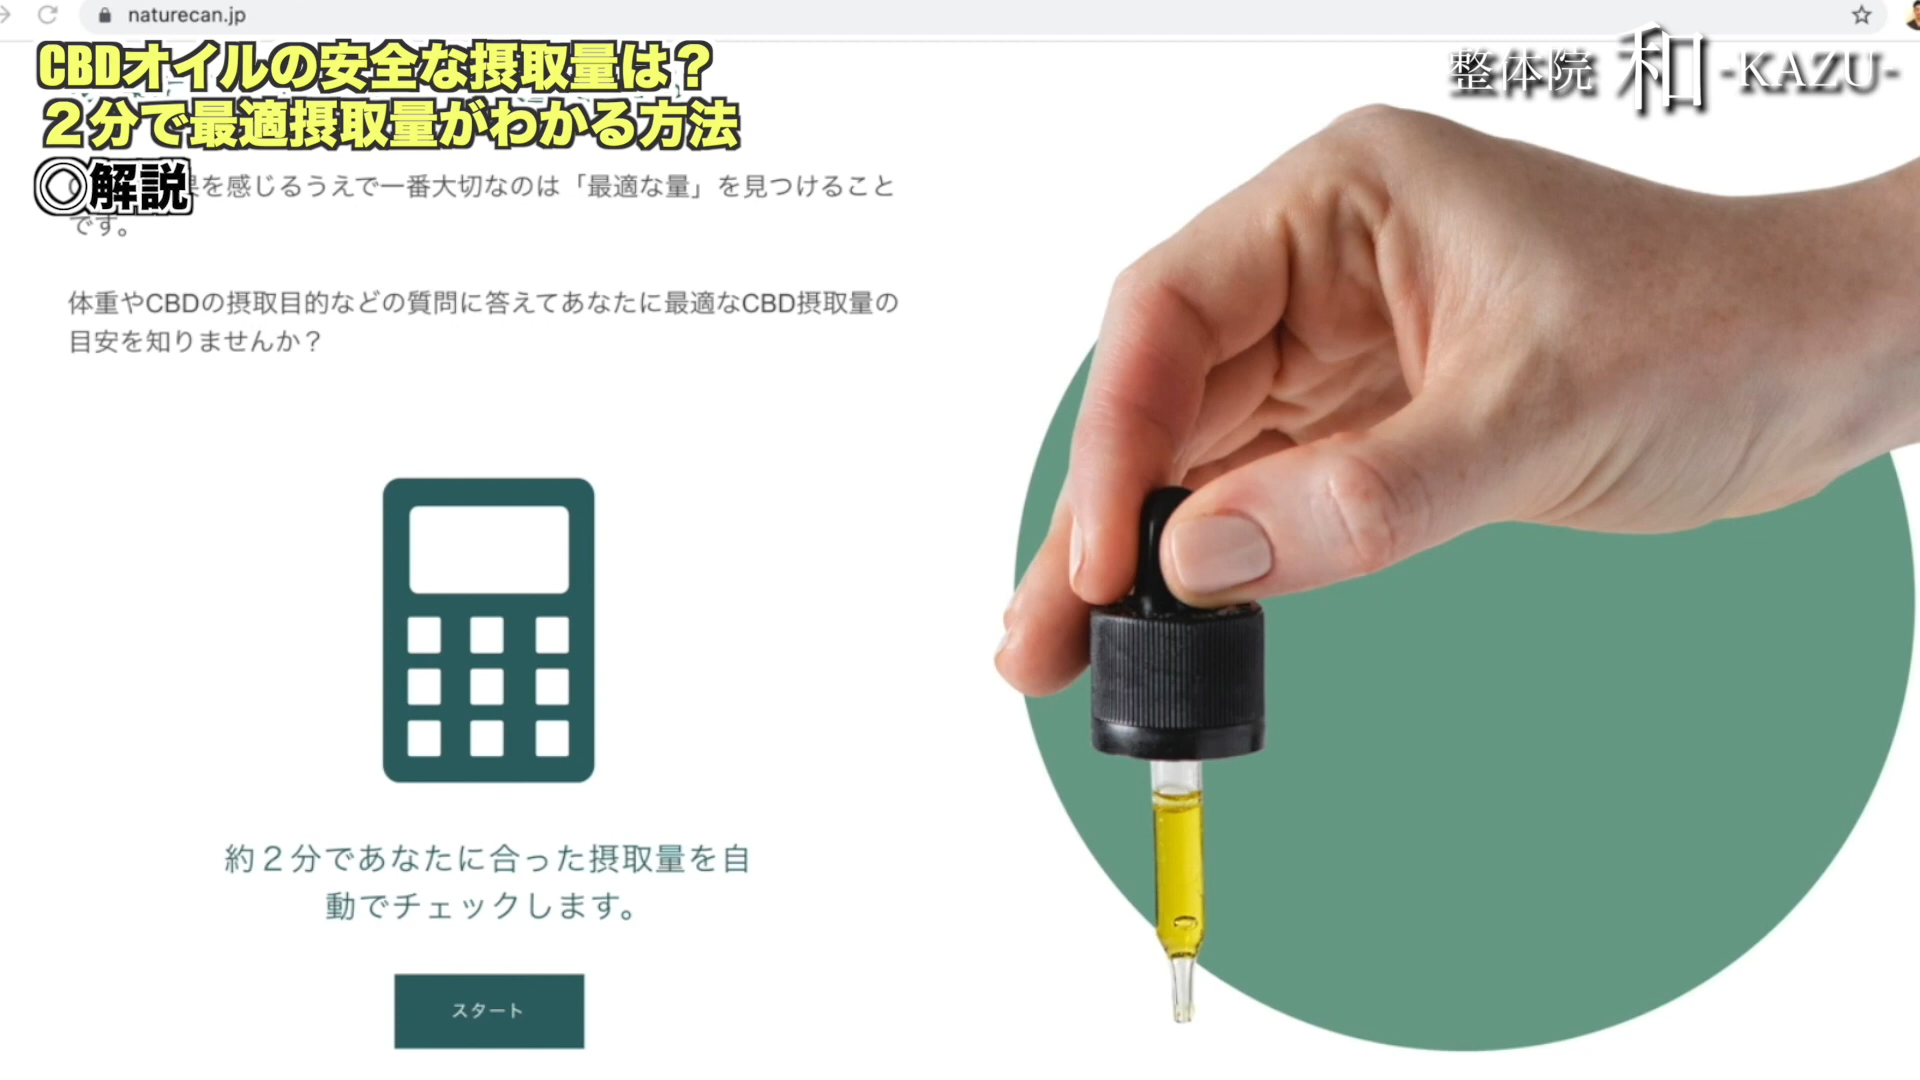 naturecan.jp
CBDオイルの安全な摂取量は？
２分で最適摂取量がわかる方法
整体院 和 -KAZU-
◎解説
を感じるうえで一番大切なのは「最適な量」を見つけること
です。
体重やCBDの摂取目的などの質問に答えてあなたに最適なCBD摂取量の
目安を知りませんか？
約２分であなたに合った摂取量を自
動でチェックします。
スタート